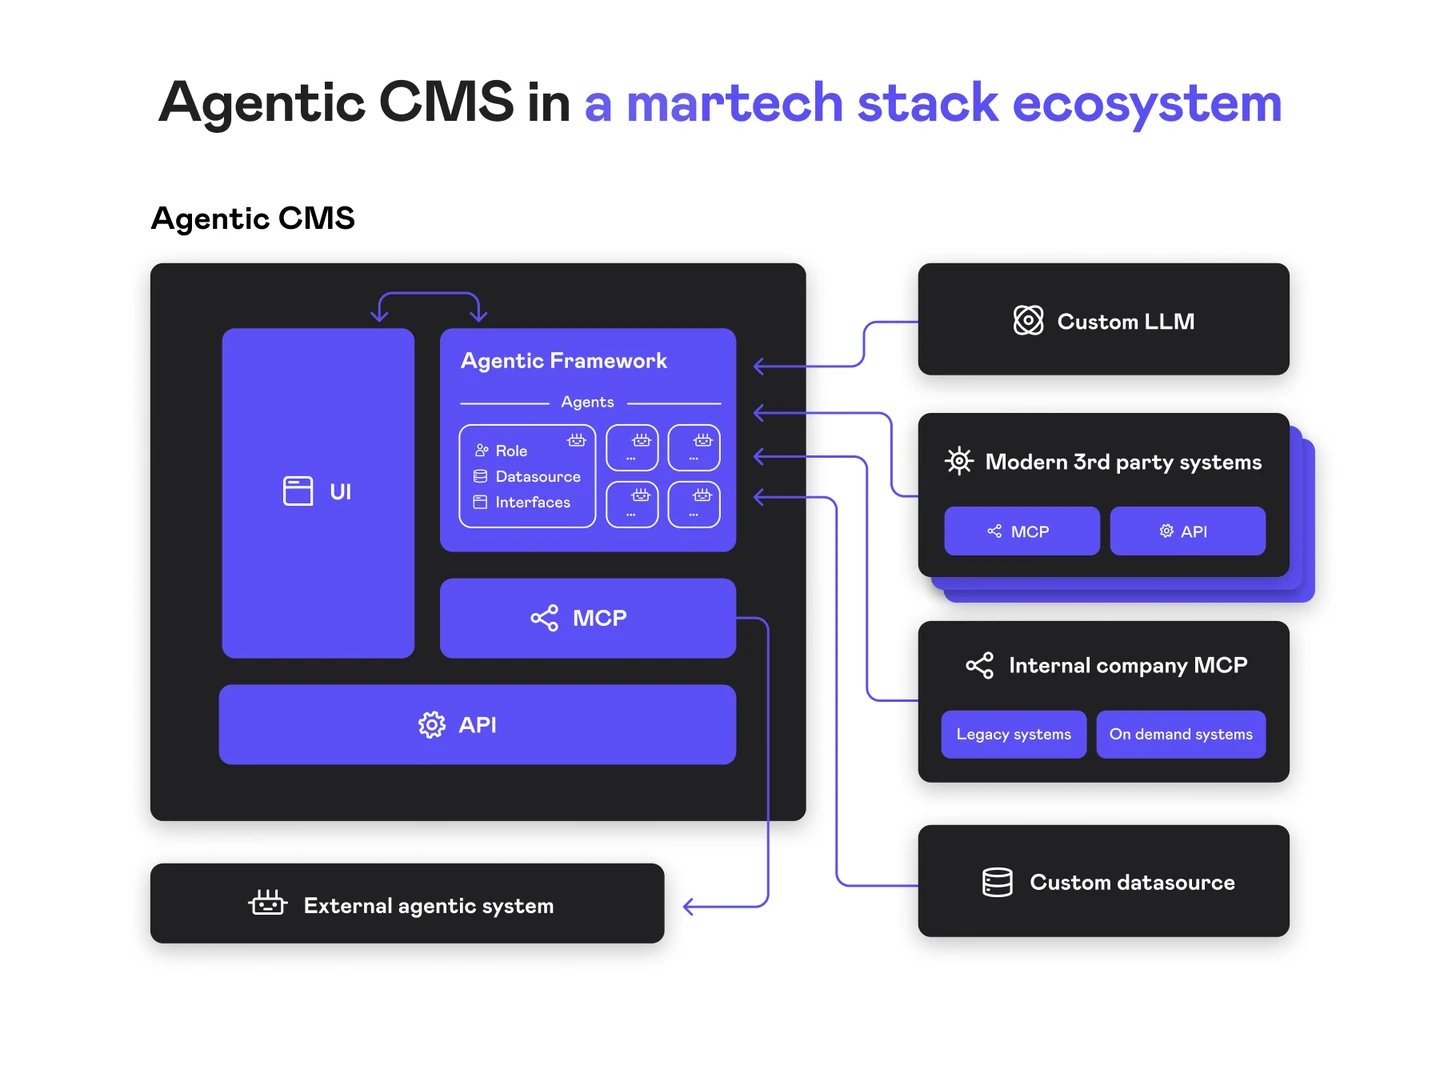 Agentic CMS in a martech stack ecosystem
Agentic CMS
UI
Agentic Framework
Agents
Role
Datasource
Interfaces
...
...
...
...
MCP
API
External agentic system
Custom LLM
Modern 3rd party systems
MCP
API
Internal company MCP
Legacy systems
On demand systems
Custom datasource